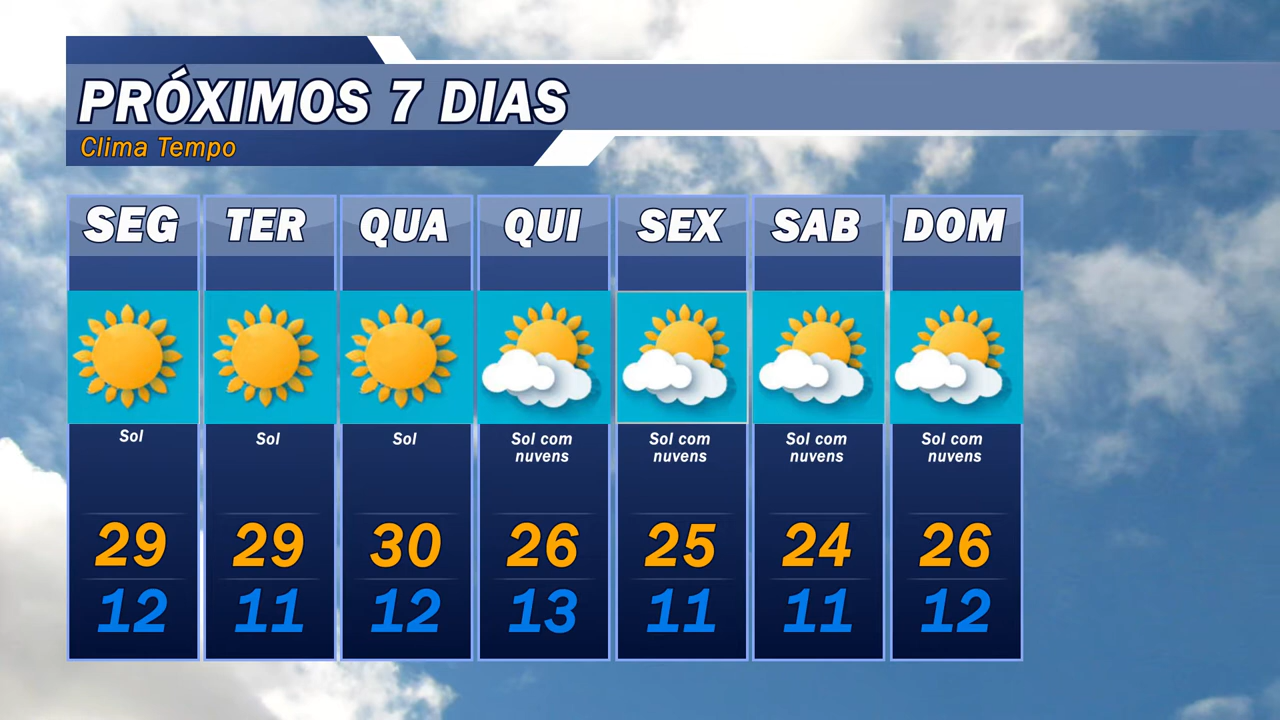 PRÓXIMOS 7 DIAS
Clima Tempo
SEG TER QUA QUI SEX SAB DOM
Sol Sol Sol Sol com Sol com Sol com Sol com
nuvens nuvens nuvens nuvens
29 29 30 26 25 24 26
12 11 12 13 11 11 12